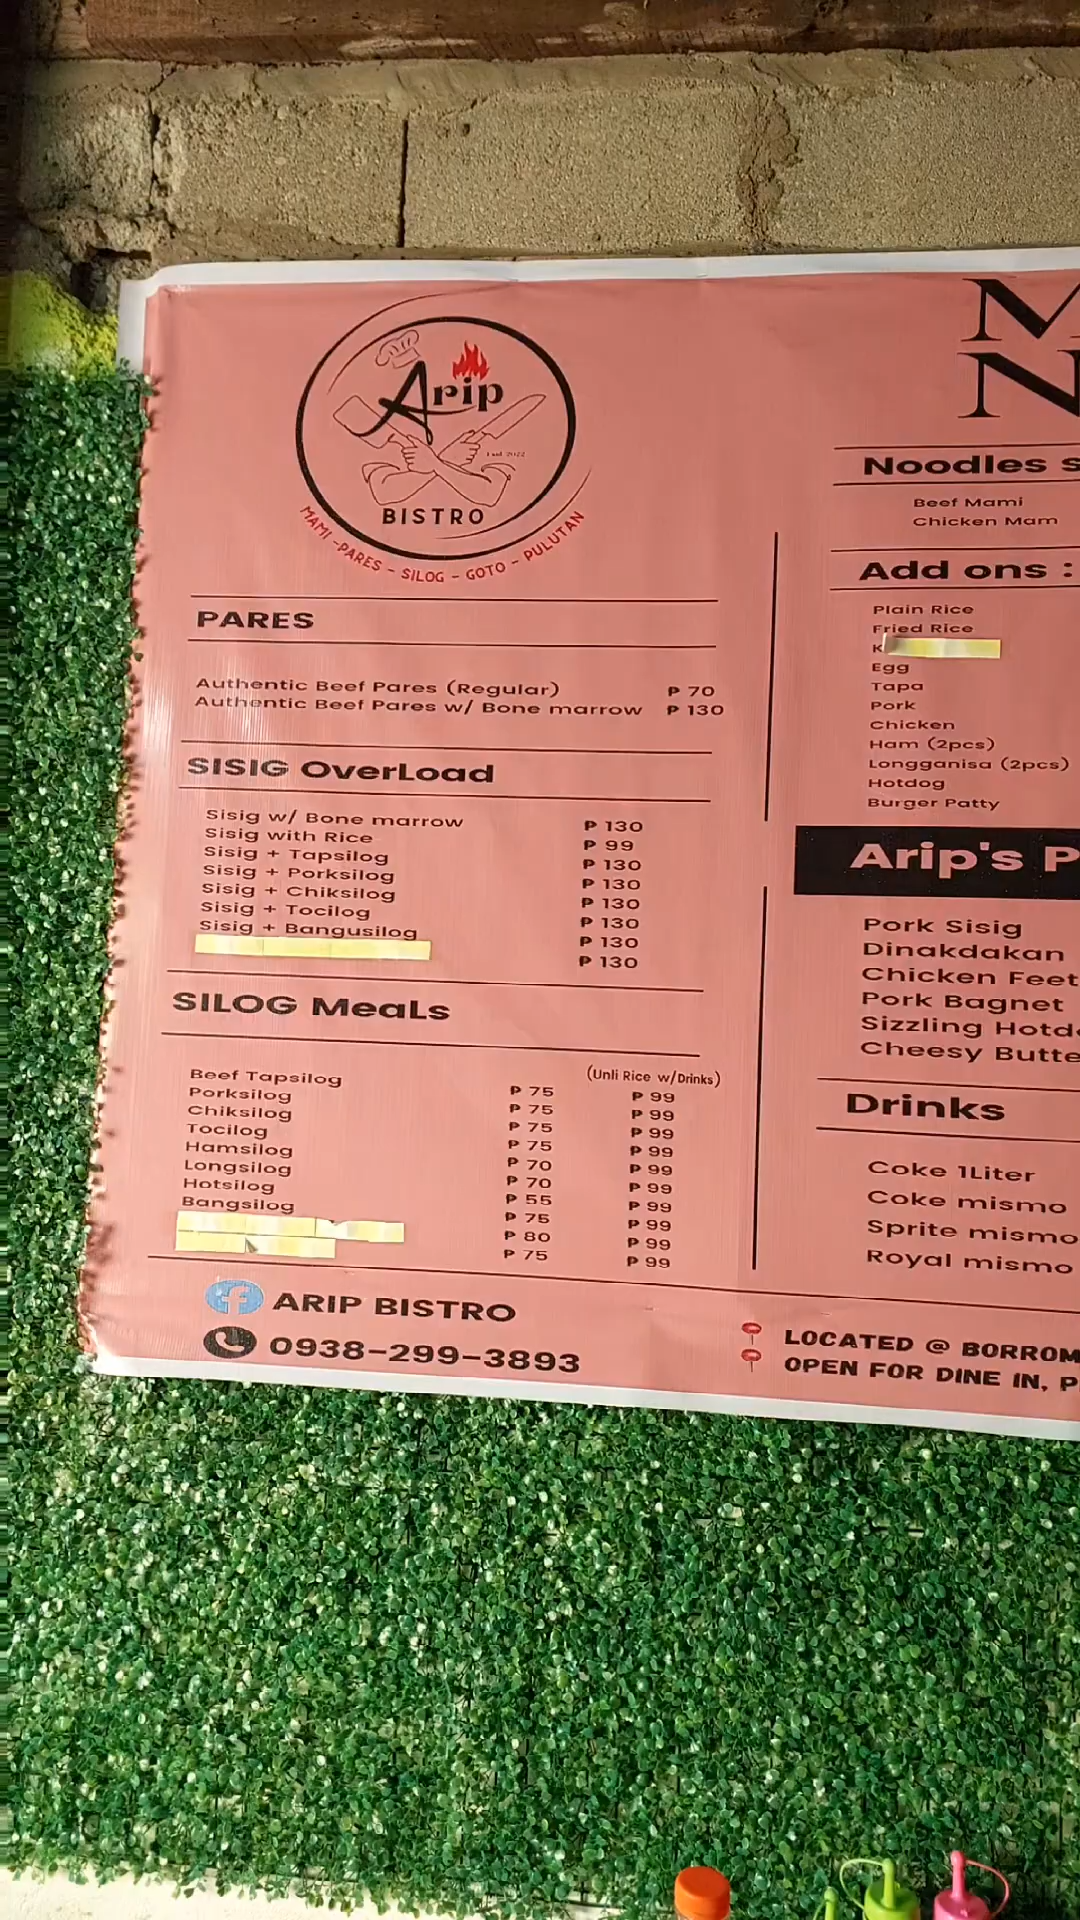 Arip
Estd. 2022
BISTRO
MAMI - PARES - SILOG - GOTO - PULUTAN
PARES
Authentic Beef Pares (Regular) ₱ 70
Authentic Beef Pares w/ Bone marrow ₱ 130
SISIG OverLoad
Sisig w/ Bone marrow ₱ 130
Sisig with Rice ₱ 99
Sisig + Tapsilog ₱ 130
Sisig + Porksilog ₱ 130
Sisig + Chiksilog ₱ 130
Sisig + Tocilog ₱ 130
Sisig + Bangusilog ₱ 130
₱ 130
SILOG MeaLs
(Unli Rice w/Drinks)
Beef Tapsilog ₱ 75 ₱ 99
Porksilog ₱ 75 ₱ 99
Chiksilog ₱ 75 ₱ 99
Tocilog ₱ 75 ₱ 99
Hamsilog ₱ 70 ₱ 99
Longsilog ₱ 70 ₱ 99
Hotsilog ₱ 55 ₱ 99
Bangsilog ₱ 75 ₱ 99
₱ 80 ₱ 99
₱ 75 ₱ 99
ARIP BISTRO
0938-299-3893
M
N
Noodles s
Beef Mami
Chicken Mam
Add ons :
Plain Rice
Fried Rice
K
Egg
Tapa
Pork
Chicken
Ham (2pcs)
Longganisa (2pcs)
Hotdog
Burger Patty
Arip's P
Pork Sisig
Dinakdakan
Chicken Feet
Pork Bagnet
Sizzling Hotd
Cheesy Butte
Drinks
Coke 1Liter
Coke mismo
Sprite mismo
Royal mismo
LOCATED @ BORROM
OPEN FOR DINE IN, P